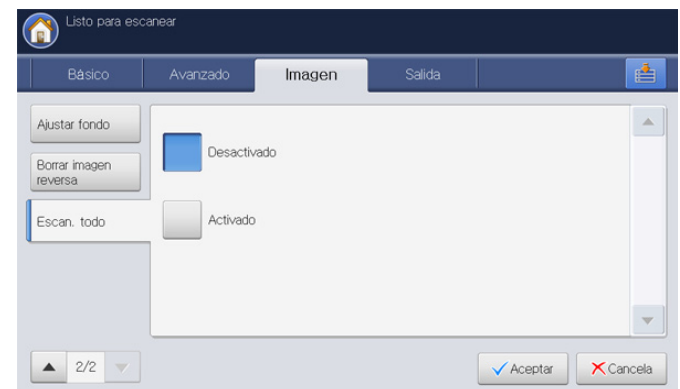 Listo para escanear
Básico
Avanzado
Imagen
Salida
Ajustar fondo
Borrar imagen
reversa
Escan. todo
Desactivado
Activado
2/2
Aceptar
Cancela